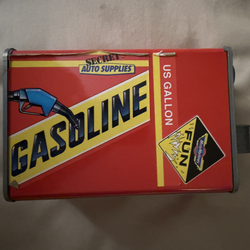 SECRET
AUTO SUPPLIES
GASOLINE
US GALLON
FUN